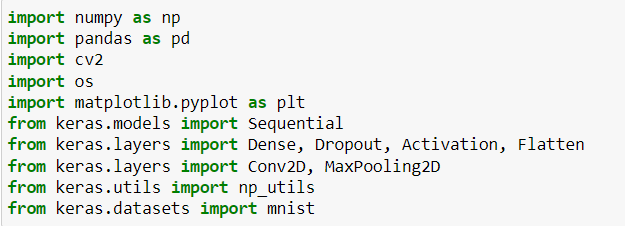 import numpy as np
import pandas as pd
import cv2
import os
import matplotlib.pyplot as plt
from keras.models import Sequential
from keras.layers import Dense, Dropout, Activation, Flatten
from keras.layers import Conv2D, MaxPooling2D
from keras.utils import np_utils
from keras.datasets import mnist